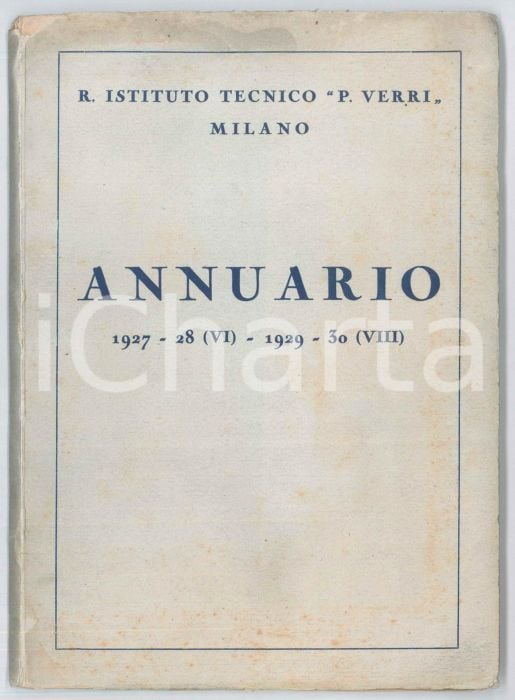 R. ISTITUTO TECNICO "P. VERRI„
MILANO
ANNUARIO
1927 - 28 (VI) - 1929 - 30 (VIII)
iCharta